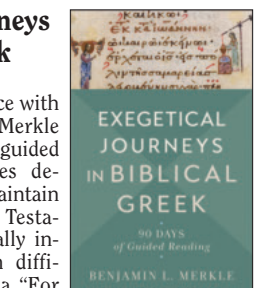 rneys
k
ce with
Merkle
guided
es de-
aintain
Testa-
ally in-
diffi-
a “For
EXEGETICAL
JOURNEYS
IN BIBLICAL
GREEK
90 DAYS
of Guided Reading
BENJAMIN L. MERKLE